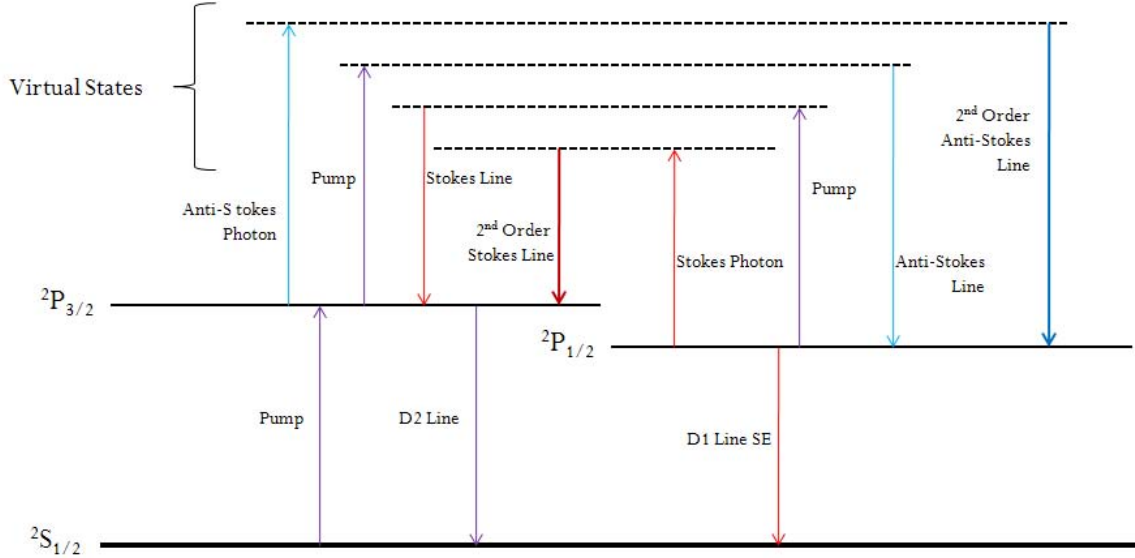 Virtual States
2nd Order
Anti-Stokes
Line
Pump
Stokes Line
Pump
Anti-S tokes
Photon
2nd Order
Stokes Line
Stokes Photon
Anti-Stokes
Line
²P3/2
²P1/2
Pump
D2 Line
D1 Line SE
²S1/2